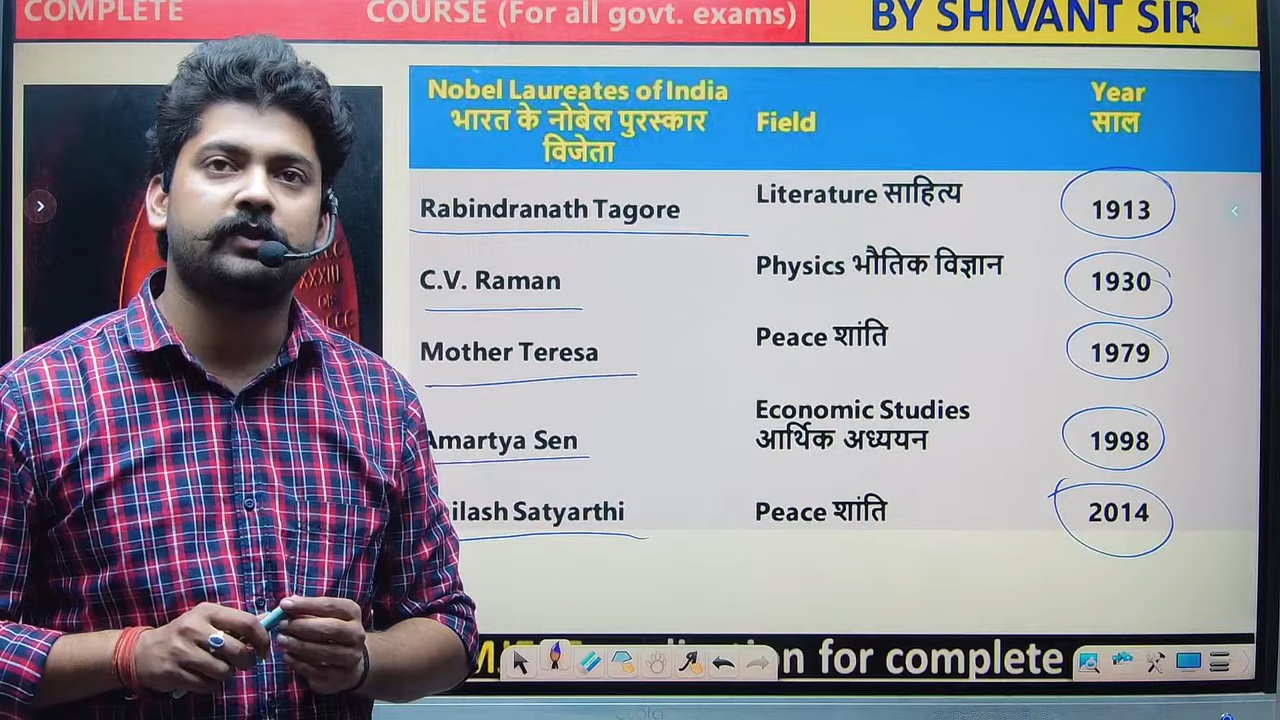 COMPLETE COURSE (For all govt. exams)
BY SHIVANT SIR
Nobel Laureates of India
भारत के नोबेल पुरस्कार
विजेता
Field
Year
साल
Rabindranath Tagore
Literature साहित्य
1913
C.V. Raman
Physics भौतिक विज्ञान
1930
Mother Teresa
Peace शांति
1979
Amartya Sen
Economic Studies
आर्थिक अध्ययन
1998
ilash Satyarthi
Peace शांति
2014
XXXIII
for complete